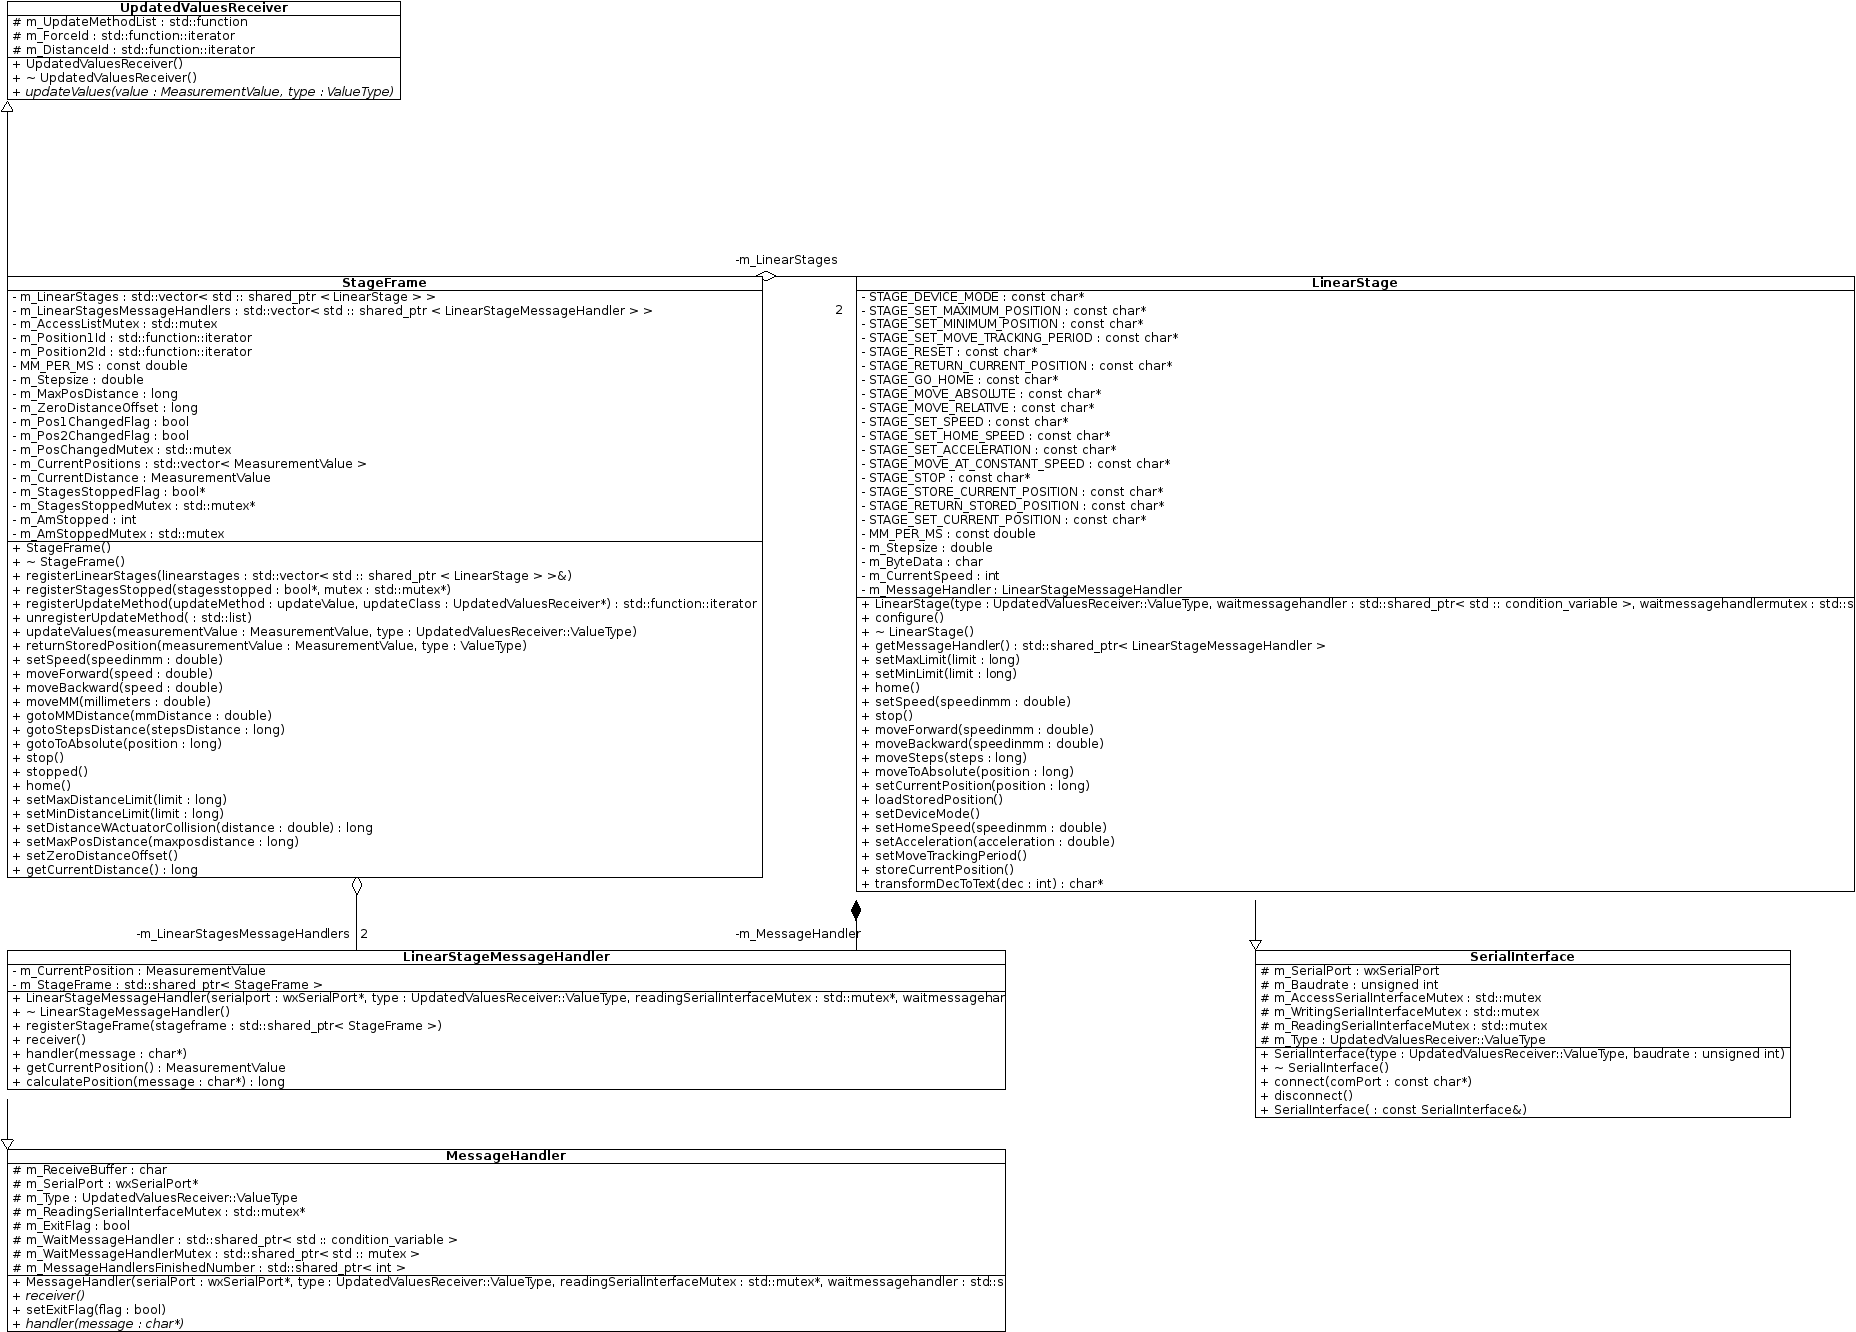 UpdatedValuesReceiver
# m_UpdateMethodList : std::function
# m_ForceId : std::function::iterator
# m_DistanceId : std::function::iterator
+ UpdatedValuesReceiver()
+ ~ UpdatedValuesReceiver()
+ updateValues(value : MeasurementValue, type : ValueType)
-m_LinearStages
2
StageFrame
- m_LinearStages : std::vector< std :: shared_ptr < LinearStage > >
- m_LinearStagesMessageHandlers : std::vector< std :: shared_ptr < LinearStageMessageHandler > >
- m_AccessListMutex : std::mutex
- m_Position1Id : std::function::iterator
- m_Position2Id : std::function::iterator
- MM_PER_MS : const double
- m_Stepsize : double
- m_MaxPosDistance : long
- m_ZeroDistanceOffset : long
- m_Pos1ChangedFlag : bool
- m_Pos2ChangedFlag : bool
- m_PosChangedMutex : std::mutex
- m_CurrentPositions : std::vector< MeasurementValue >
- m_CurrentDistance : MeasurementValue
- m_StagesStoppedFlag : bool*
- m_StagesStoppedMutex : std::mutex*
- m_AmStopped : int
- m_AmStoppedMutex : std::mutex
+ StageFrame()
+ ~ StageFrame()
+ registerLinearStages(linearstages : std::vector< std :: shared_ptr < LinearStage > >&)
+ registerStagesStopped(stagesstopped : bool*, mutex : std::mutex*)
+ registerUpdateMethod(updateMethod : updateValue, updateClass : UpdatedValuesReceiver*) : std::function::iterator
+ unregisterUpdateMethod( : std::list)
+ updateValues(measurementValue : MeasurementValue, type : UpdatedValuesReceiver::ValueType)
+ returnStoredPosition(measurementValue : MeasurementValue, type : ValueType)
+ setSpeed(speedinmm : double)
+ moveForward(speed : double)
+ moveBackward(speed : double)
+ moveMM(millimeters : double)
+ gotoMMDistance(mmDistance : double)
+ gotoStepsDistance(stepsDistance : long)
+ gotoToAbsolute(position : long)
+ stop()
+ stopped()
+ home()
+ setMaxDistanceLimit(limit : long)
+ setMinDistanceLimit(limit : long)
+ setDistanceWActuatorCollision(distance : double) : long
+ setMaxPosDistance(maxposdistance : long)
+ setZeroDistanceOffset()
+ getCurrentDistance() : long
LinearStage
- STAGE_DEVICE_MODE : const char*
- STAGE_SET_MAXIMUM_POSITION : const char*
- STAGE_SET_MINIMUM_POSITION : const char*
- STAGE_SET_MOVE_TRACKING_PERIOD : const char*
- STAGE_RESET : const char*
- STAGE_RETURN_CURRENT_POSITION : const char*
- STAGE_GO_HOME : const char*
- STAGE_MOVE_ABSOLUTE : const char*
- STAGE_MOVE_RELATIVE : const char*
- STAGE_SET_SPEED : const char*
- STAGE_SET_HOME_SPEED : const char*
- STAGE_SET_ACCELERATION : const char*
- STAGE_MOVE_AT_CONSTANT_SPEED : const char*
- STAGE_STOP : const char*
- STAGE_STORE_CURRENT_POSITION : const char*
- STAGE_RETURN_STORED_POSITION : const char*
- STAGE_SET_CURRENT_POSITION : const char*
- MM_PER_MS : const double
- m_Stepsize : double
- m_ByteData : char
- m_CurrentSpeed : int
- m_MessageHandler : LinearStageMessageHandler
+ LinearStage(type : UpdatedValuesReceiver::ValueType, waitmessagehandler : std::shared_ptr< std :: condition_variable >, waitmessagehandlermutex : std::s
+ configure()
+ ~ LinearStage()
+ getMessageHandler() : std::shared_ptr< LinearStageMessageHandler >
+ setMaxLimit(limit : long)
+ setMinLimit(limit : long)
+ home()
+ setSpeed(speedinmm : double)
+ stop()
+ moveForward(speedinmm : double)
+ moveBackward(speedinmm : double)
+ moveSteps(steps : long)
+ moveToAbsolute(position : long)
+ setCurrentPosition(position : long)
+ loadStoredPosition()
+ setDeviceMode()
+ setHomeSpeed(speedinmm : double)
+ setAcceleration(acceleration : double)
+ setMoveTrackingPeriod()
+ storeCurrentPosition()
+ transformDecToText(dec : int) : char*
-m_LinearStagesMessageHandlers 2
-m_MessageHandler
LinearStageMessageHandler
- m_CurrentPosition : MeasurementValue
- m_StageFrame : std::shared_ptr< StageFrame >
+ LinearStageMessageHandler(serialport : wxSerialPort*, type : UpdatedValuesReceiver::ValueType, readingSerialInterfaceMutex : std::mutex*, waitmessagehan
+ ~ LinearStageMessageHandler()
+ registerStageFrame(stageframe : std::shared_ptr< StageFrame >)
+ receiver()
+ handler(message : char*)
+ getCurrentPosition() : MeasurementValue
+ calculatePosition(message : char*) : long
SerialInterface
# m_SerialPort : wxSerialPort
# m_Baudrate : unsigned int
# m_AccessSerialInterfaceMutex : std::mutex
# m_WritingSerialInterfaceMutex : std::mutex
# m_ReadingSerialInterfaceMutex : std::mutex
# m_Type : UpdatedValuesReceiver::ValueType
+ SerialInterface(type : UpdatedValuesReceiver::ValueType, baudrate : unsigned int)
+ ~ SerialInterface()
+ connect(comPort : const char*)
+ disconnect()
+ SerialInterface( : const SerialInterface&)
MessageHandler
# m_ReceiveBuffer : char
# m_SerialPort : wxSerialPort*
# m_Type : UpdatedValuesReceiver::ValueType
# m_ReadingSerialInterfaceMutex : std::mutex*
# m_ExitFlag : bool
# m_WaitMessageHandler : std::shared_ptr< std :: condition_variable >
# m_WaitMessageHandlerMutex : std::shared_ptr< std :: mutex >
# m_MessageHandlersFinishedNumber : std::shared_ptr< int >
+ MessageHandler(serialPort : wxSerialPort*, type : UpdatedValuesReceiver::ValueType, readingSerialInterfaceMutex : std::mutex*, waitmessagehandler : std::s
+ receiver()
+ setExitFlag(flag : bool)
+ handler(message : char*)